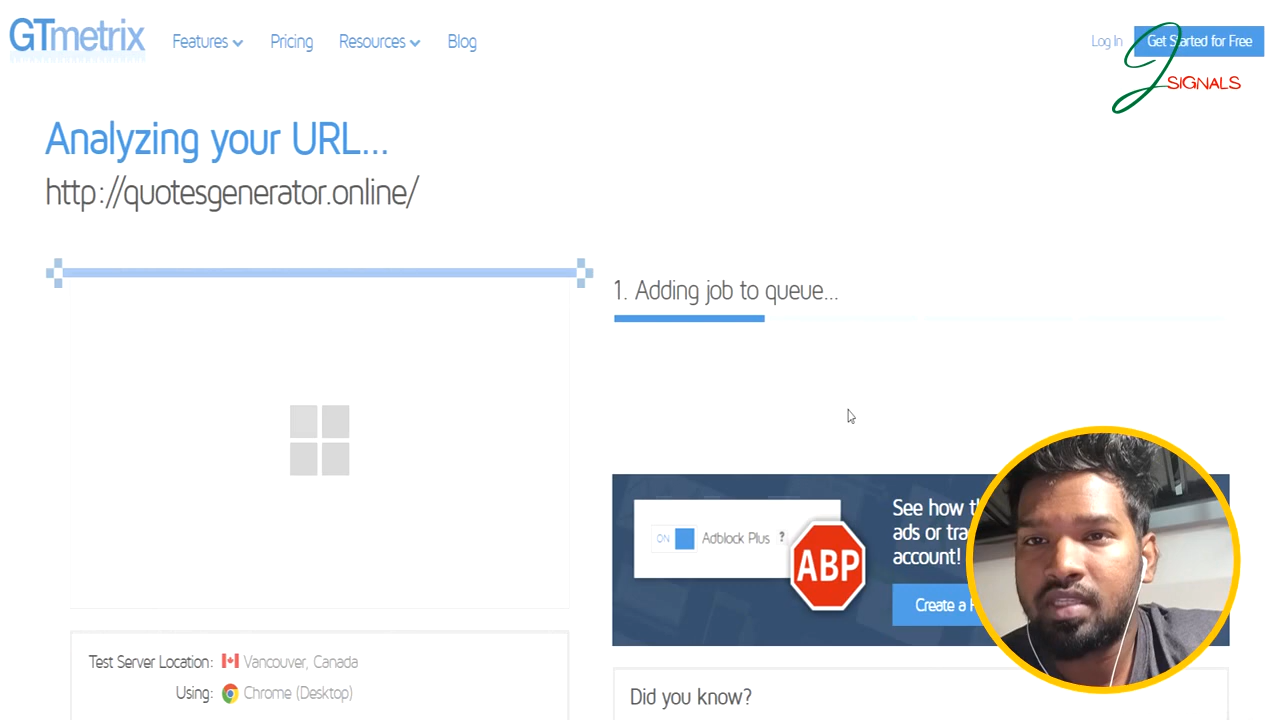 GTmetrix
Features
Pricing
Resources
Blog
Log In
Get Started for Free
J SIGNALS
Analyzing your URL...
http://quotesgenerator.online/
1. Adding job to queue...
ON Adblock Plus ?
ABP
See how
ads or
account!
Create a
Test Server Location: Vancouver, Canada
Using: Chrome (Desktop)
Did you know?